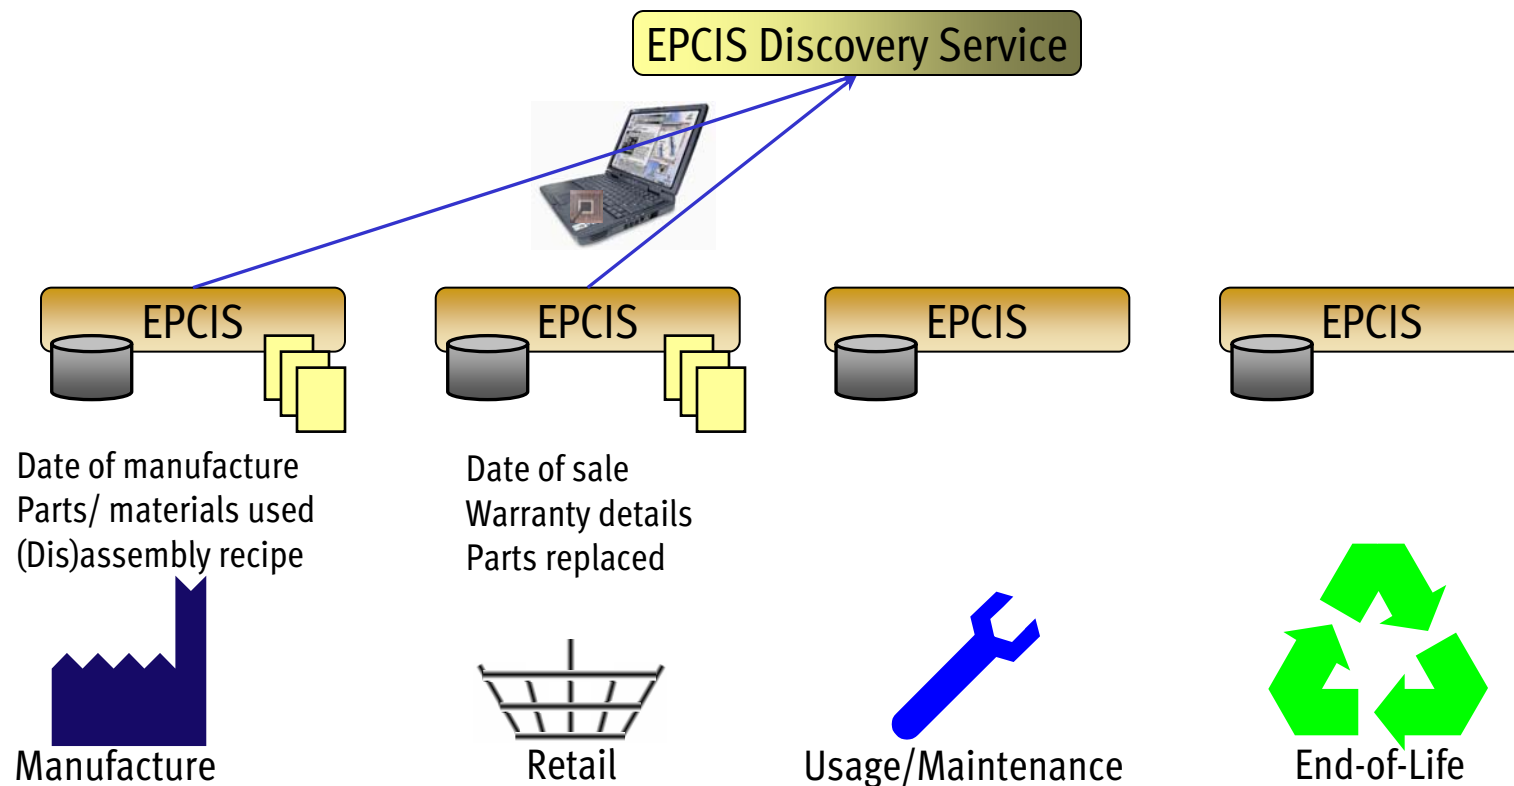 EPCIS Discovery Service
EPCIS
EPCIS
EPCIS
EPCIS
Date of manufacture
Parts/ materials used
(Dis)assembly recipe
Date of sale
Warranty details
Parts replaced
Manufacture
Retail
Usage/Maintenance
End-of-Life